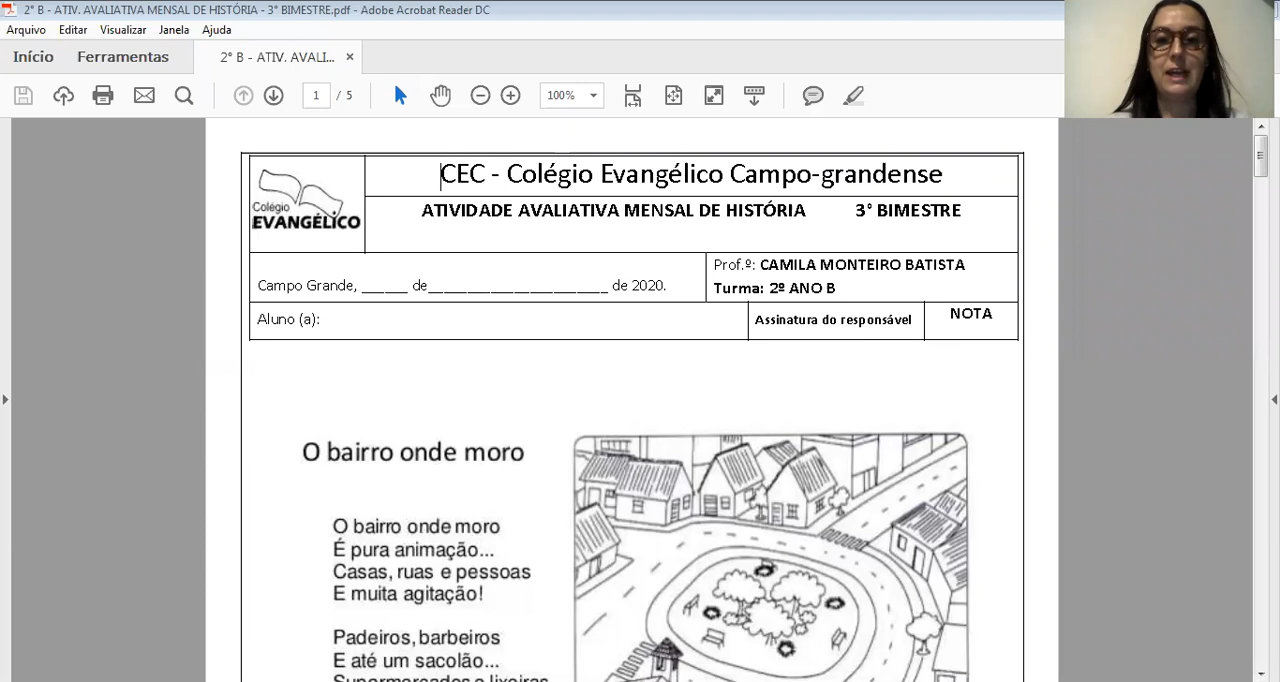 2° B - ATIV. AVALIATIVA MENSAL DE HISTÓRIA - 3° BIMESTRE.pdf - Adobe Acrobat Reader DC
Arquivo Editar Visualizar Janela Ajuda
Início Ferramentas 2° B - ATIV. AVALI... ×
1 / 5 100%
CEC - Colégio Evangélico Campo-grandense
Colégio
EVANGÉLICO
ATIVIDADE AVALIATIVA MENSAL DE HISTÓRIA 3° BIMESTRE
Prof.º: CAMILA MONTEIRO BATISTA
Campo Grande, ______ de_______________________ de 2020.
Turma: 2º ANO B
Aluno (a): Assinatura do responsável NOTA
O bairro onde moro
O bairro onde moro
É pura animação...
Casas, ruas e pessoas
E muita agitação!
Padeiros, barbeiros
E até um sacolão...
Supermercados e lixeiras